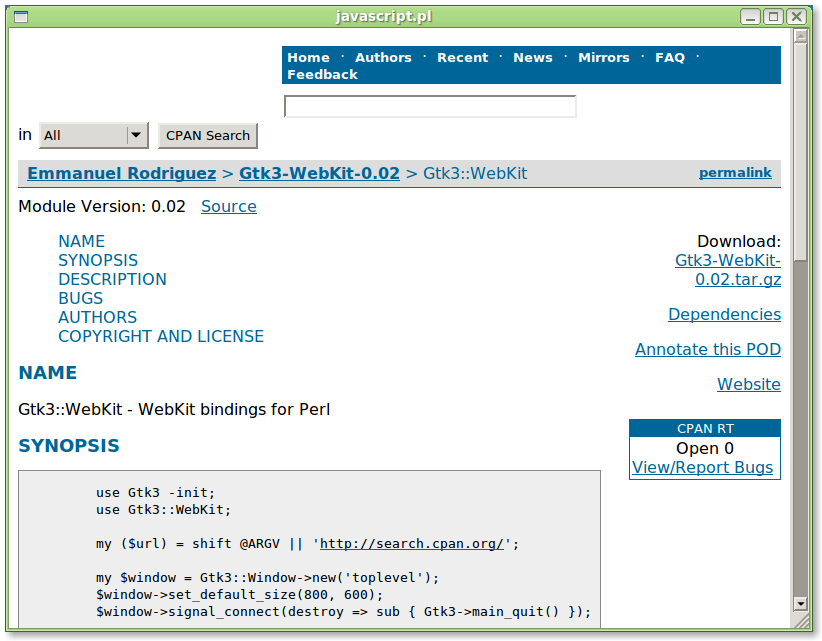 javascript.pl
Home · Authors · Recent · News · Mirrors · FAQ ·
Feedback
in All CPAN Search
Emmanuel Rodriguez > Gtk3-WebKit-0.02 > Gtk3::WebKit permalink
Module Version: 0.02 Source
NAME
SYNOPSIS
DESCRIPTION
BUGS
AUTHORS
COPYRIGHT AND LICENSE
Download:
Gtk3-WebKit-
0.02.tar.gz
Dependencies
Annotate this POD
Website
CPAN RT
Open 0
View/Report Bugs
NAME
Gtk3::WebKit - WebKit bindings for Perl
SYNOPSIS
use Gtk3 -init;
use Gtk3::WebKit;
my ($url) = shift @ARGV || 'http://search.cpan.org/';
my $window = Gtk3::Window->new('toplevel');
$window->set_default_size(800, 600);
$window->signal_connect(destroy => sub { Gtk3->main_quit() });